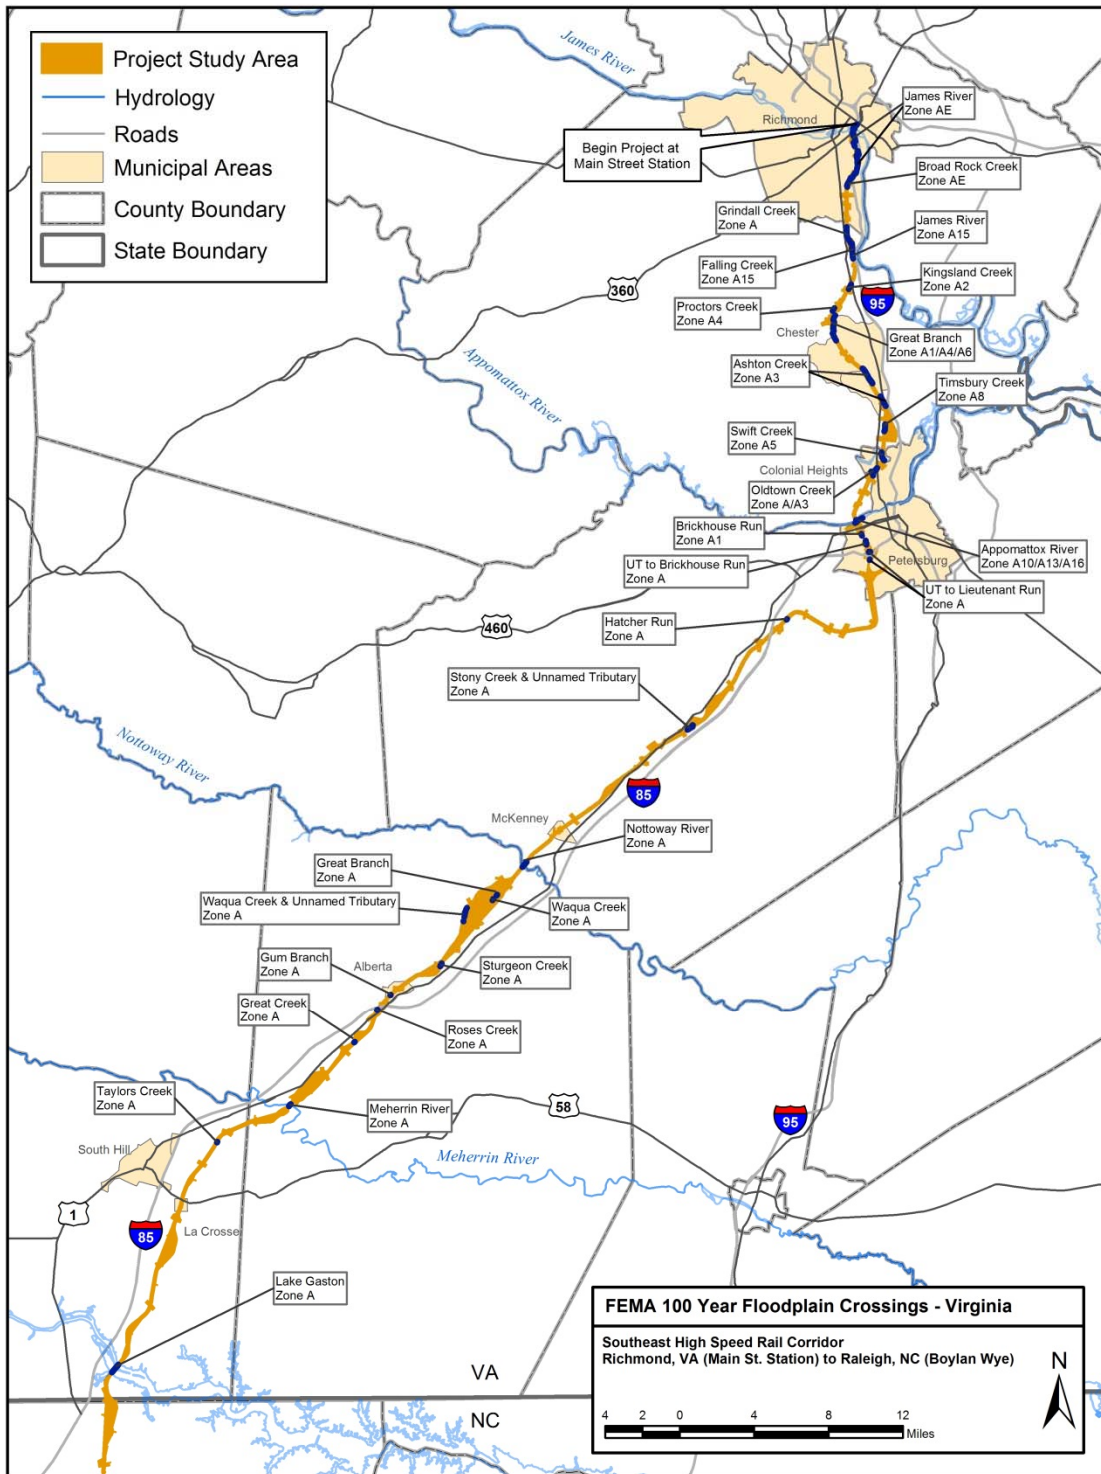 Project Study Area
Hydrology
Roads
Municipal Areas
County Boundary
State Boundary
James River
Richmond
James River
Zone AE
Begin Project at
Main Street Station
Broad Rock Creek
Zone AE
Grindall Creek
Zone A
James River
Zone A15
Falling Creek
Zone A15
Kingsland Creek
Zone A2
360
95
Proctors Creek
Zone A4
Chester
Great Branch
Zone A1/A4/A6
Appomattox River
Ashton Creek
Zone A3
Timsbury Creek
Zone A8
Swift Creek
Zone A5
Colonial Heights
Oldtown Creek
Zone A/A3
Brickhouse Run
Zone A1
Appomattox River
Zone A10/A13/A16
Petersburg
UT to Brickhouse Run
Zone A
UT to Lieutenant Run
Zone A
460
Hatcher Run
Zone A
Stony Creek & Unnamed Tributary
Zone A
Nottoway River
85
McKenney
Nottoway River
Zone A
Great Branch
Zone A
Waqua Creek & Unnamed Tributary
Zone A
Waqua Creek
Zone A
Gum Branch
Zone A
Alberta
Sturgeon Creek
Zone A
Great Creek
Zone A
Roses Creek
Zone A
Taylors Creek
Zone A
Meherrin River
Zone A
58
95
South Hill
Meherrin River
1
85
La Crosse
Lake Gaston
Zone A
VA
NC
FEMA 100 Year Floodplain Crossings - Virginia
Southeast High Speed Rail Corridor
Richmond, VA (Main St. Station) to Raleigh, NC (Boylan Wye)
N
4 2 0 4 8 12
Miles